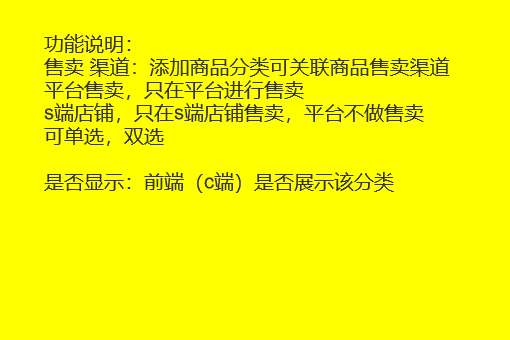 功能说明：
售卖 渠道：添加商品分类可关联商品售卖渠道
平台售卖，只在平台进行售卖
s端店铺，只在s端店铺售卖，平台不做售卖
可单选，双选
是否显示：前端（c端）是否展示该分类